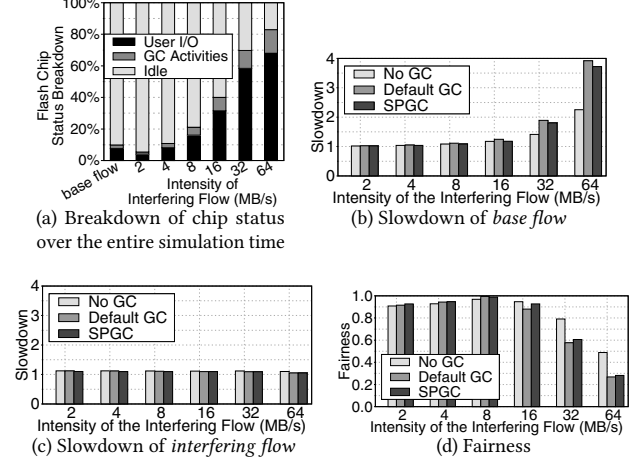 100%
80%
60%
40%
20%
0%
Flash Chip
Status Breakdown
User I/O
GC Activities
Idle
base flow 2 4 8 16 32 64
Intensity of
Interfering Flow (MB/s)
(a) Breakdown of chip status
over the entire simulation time
4
3
2
1
0
Slowdown
No GC
Default GC
SPGC
2 4 8 16 32 64
Intensity of the Interfering Flow (MB/s)
(b) Slowdown of base flow
4
3
2
1
0
Slowdown
No GC
Default GC
SPGC
2 4 8 16 32 64
Intensity of the Interfering Flow (MB/s)
(c) Slowdown of interfering flow
1.0
0.8
0.6
0.4
0.2
0.0
Fairness
No GC
Default GC
SPGC
2 4 8 16 32 64
Intensity of the Interfering Flow (MB/s)
(d) Fairness